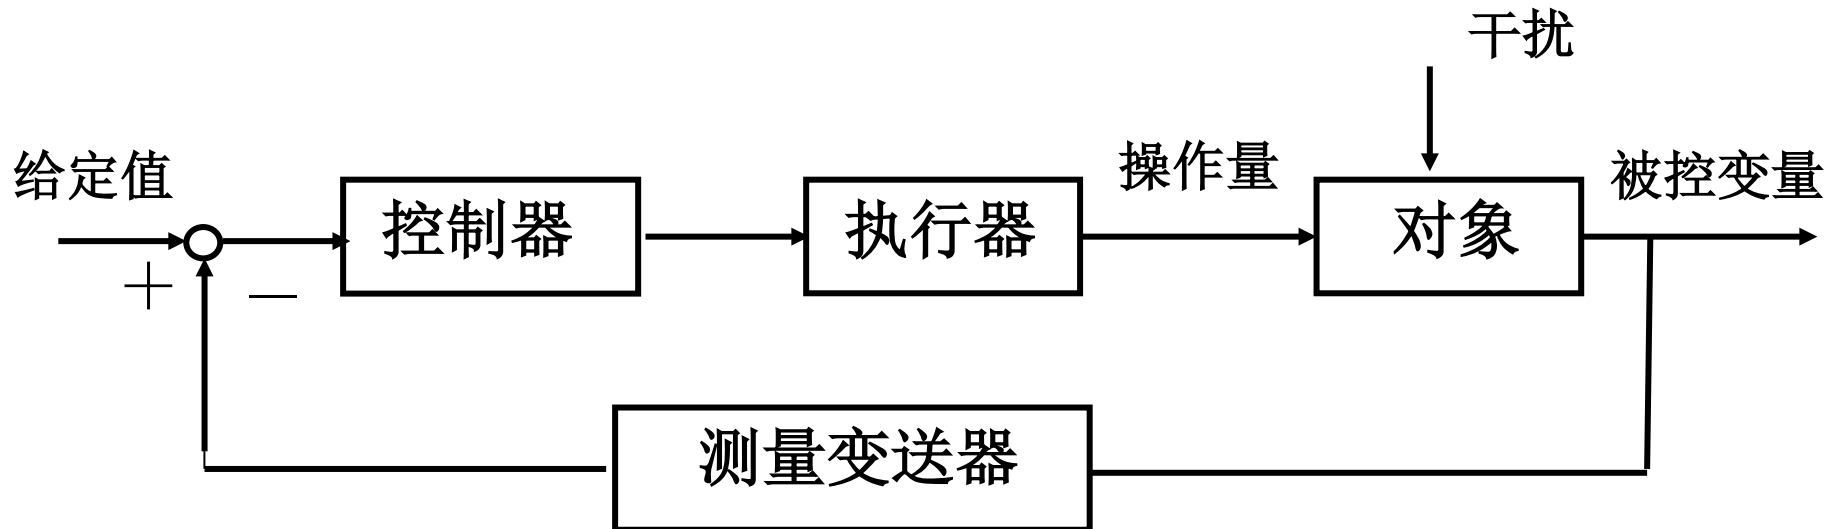 干扰
给定值
操作量
被控变量
控制器
执行器
对象
+
—
测量变送器